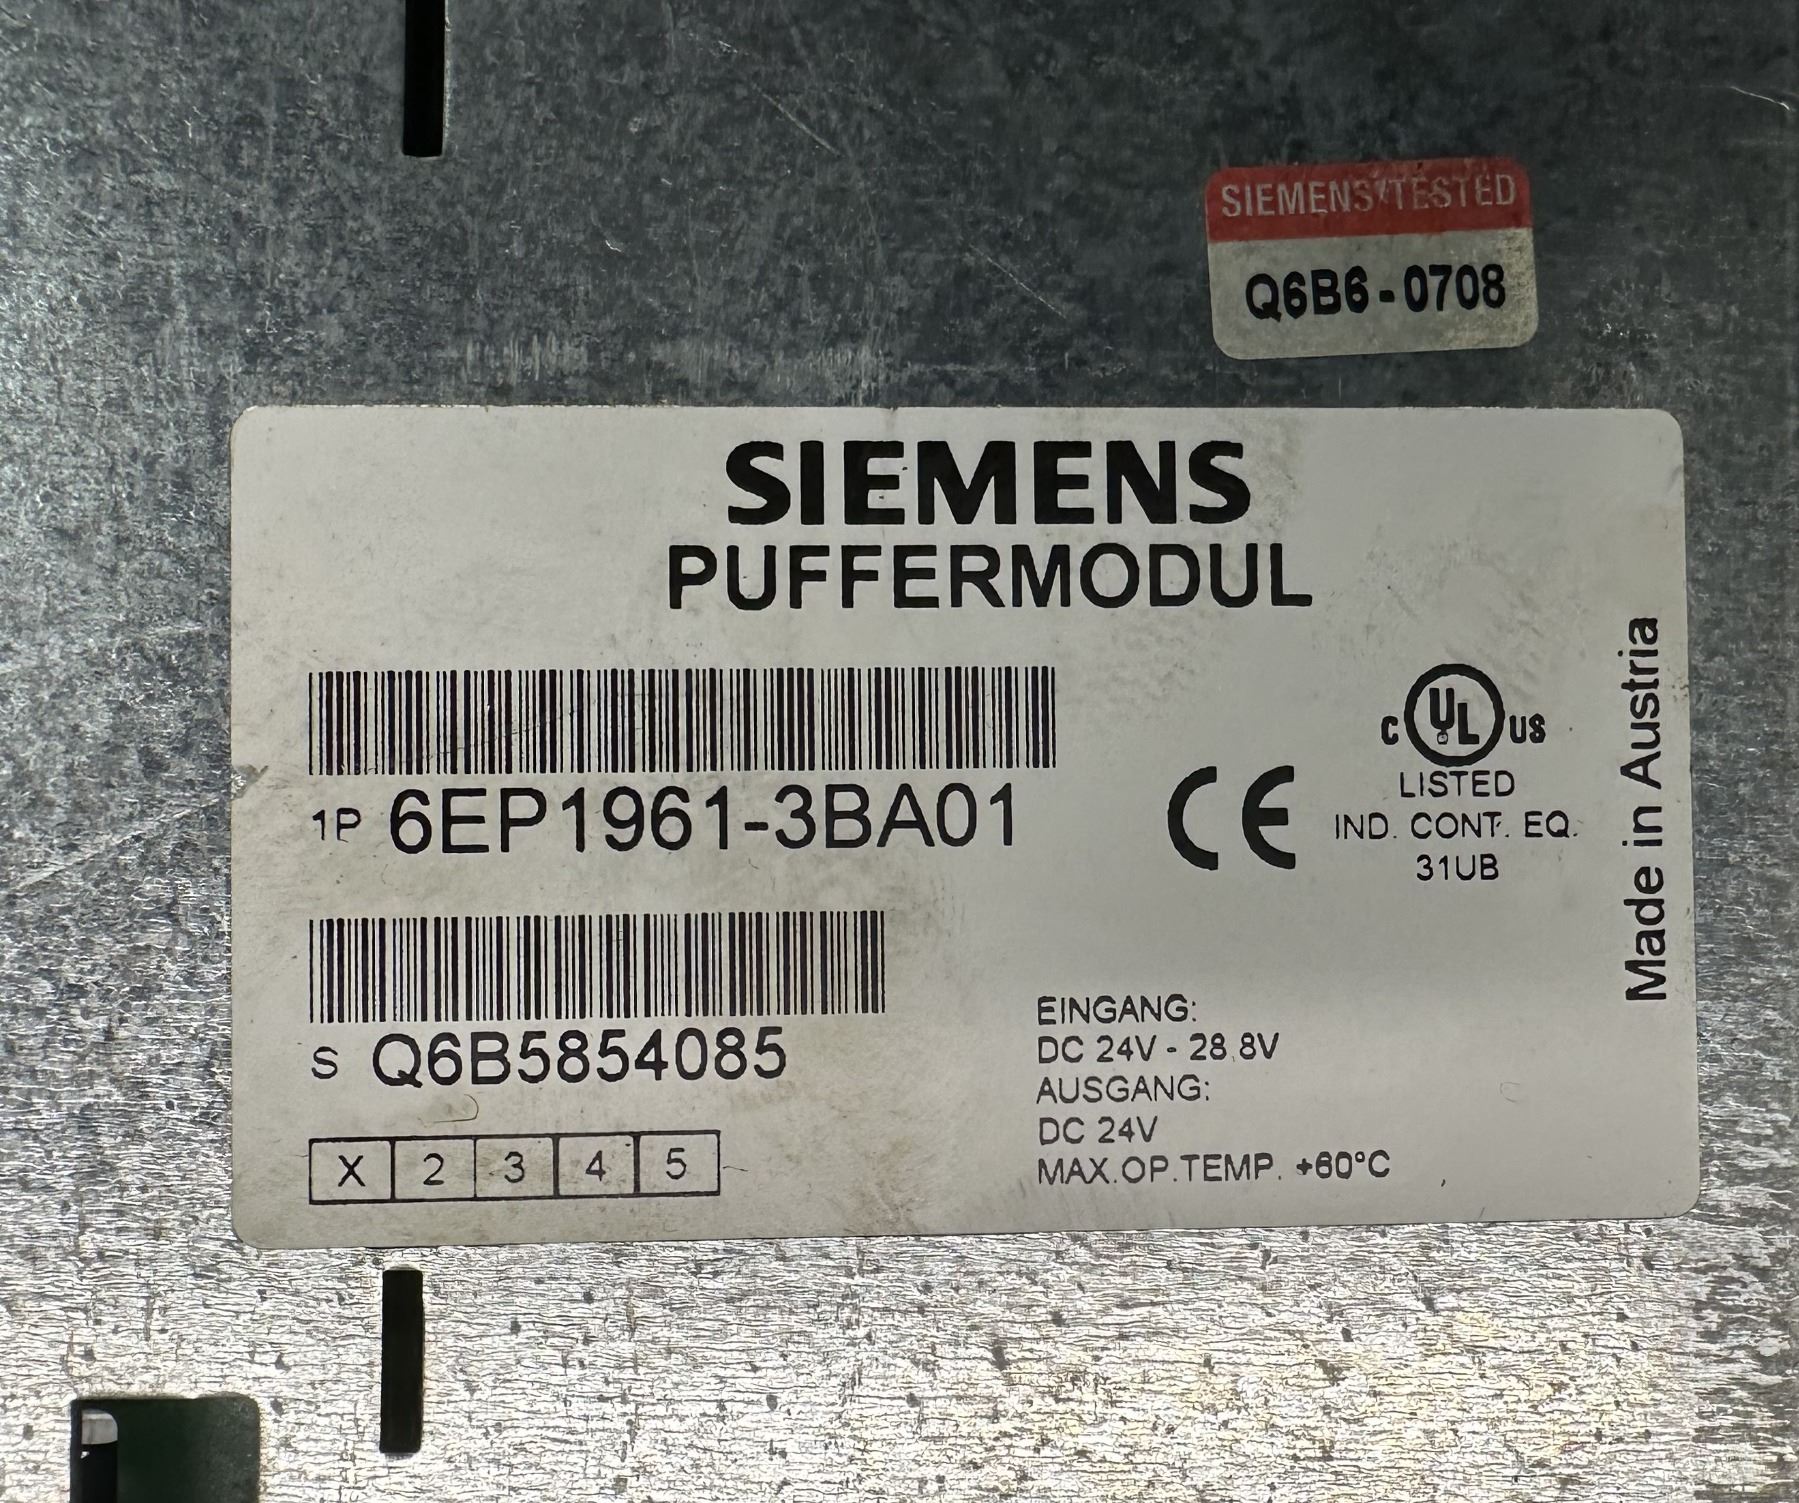 SIEMENS TESTED
Q6B6-0708
SIEMENS
PUFFERMODUL
1P 6EP1961-3BA01
S Q6B5854085
X 2 3 4 5
CE
C UL US
LISTED
IND. CONT. EQ.
31UB
EINGANG:
DC 24V - 28.8V
AUSGANG:
DC 24V
MAX.OP.TEMP. +60°C
Made in Austria